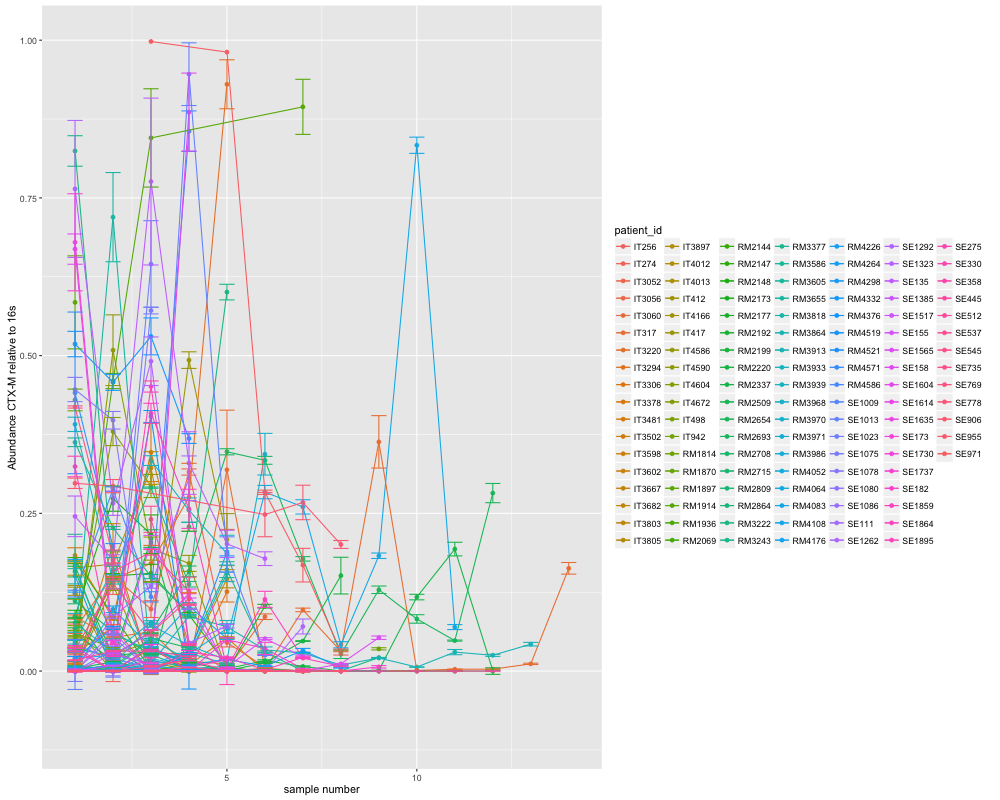 1.00
0.75
0.50
0.25
0.00
Abundance CTX-M relative to 16s
5
10
sample number
patient_id
IT256
IT274
IT3052
IT3056
IT3060
IT317
IT3220
IT3294
IT3306
IT3378
IT3481
IT3502
IT3598
IT3602
IT3667
IT3682
IT3803
IT3805
IT3897
IT4012
IT4013
IT412
IT4166
IT417
IT4586
IT4590
IT4604
IT4672
IT498
IT942
RM1814
RM1870
RM1897
RM1914
RM1936
RM2069
RM2144
RM2147
RM2148
RM2173
RM2177
RM2192
RM2199
RM2220
RM2337
RM2509
RM2654
RM2693
RM2708
RM2715
RM2809
RM2864
RM3222
RM3243
RM3377
RM3586
RM3605
RM3655
RM3818
RM3864
RM3913
RM3933
RM3939
RM3968
RM3970
RM3971
RM3986
RM4052
RM4064
RM4083
RM4108
RM4176
RM4226
RM4264
RM4298
RM4332
RM4376
RM4519
RM4521
RM4571
RM4586
SE1009
SE1013
SE1023
SE1075
SE1078
SE1080
SE1086
SE111
SE1262
SE1292
SE1323
SE135
SE1385
SE1517
SE155
SE1565
SE158
SE1604
SE1614
SE1635
SE173
SE1730
SE1737
SE182
SE1859
SE1864
SE1895
SE275
SE330
SE358
SE445
SE512
SE537
SE545
SE735
SE769
SE778
SE906
SE955
SE971